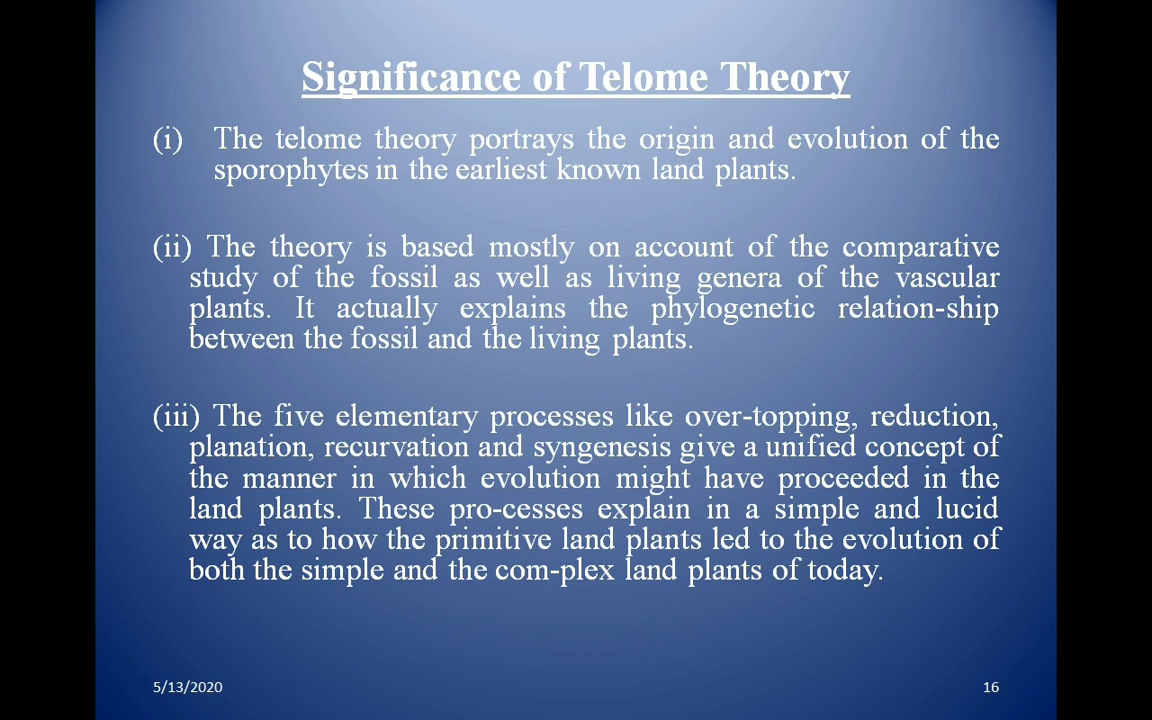 Significance of Telome Theory
(i) The telome theory portrays the origin and evolution of the
sporophytes in the earliest known land plants.
(ii) The theory is based mostly on account of the comparative
study of the fossil as well as living genera of the vascular
plants. It actually explains the phylogenetic relation-ship
between the fossil and the living plants.
(iii) The five elementary processes like over-topping, reduction,
planation, recurvation and syngenesis give a unified concept of
the manner in which evolution might have proceeded in the
land plants. These pro-cesses explain in a simple and lucid
way as to how the primitive land plants led to the evolution of
both the simple and the com-plex land plants of today.
5/13/2020
16